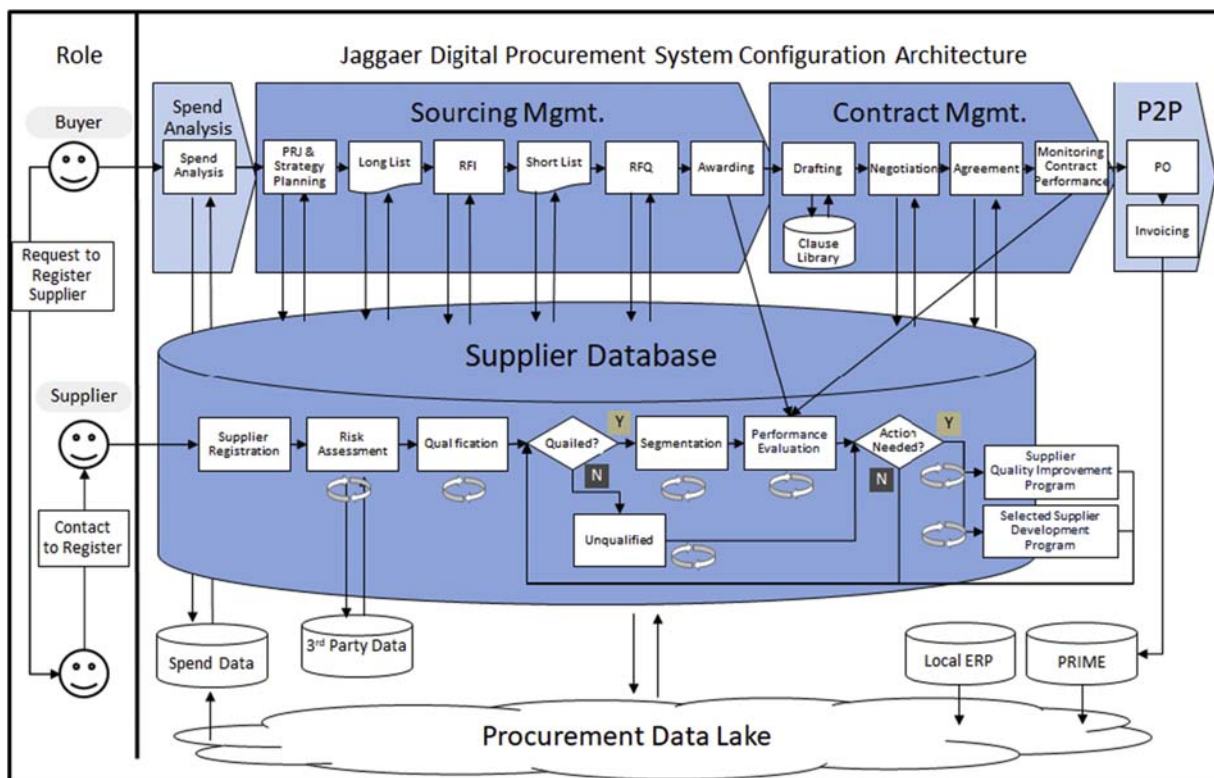 Role
Jaggaer Digital Procurement System Configuration Architecture
Buyer
Request to
Register
Supplier
Supplier
Contact
to Register
Spend
Analysis
Sourcing Mgmt.
Contract Mgmt.
P2P
Spend
Analysis
PRJ &
Strategy
Planning
Long List
RFI
Short List
RFQ
Awarding
Drafting
Clause
Library
Negotiation
Agreement
Monitoring
Contract
Performance
PO
Invoicing
Supplier Database
Supplier
Registration
Risk
Assessment
Qualification
Quailed?
Y
N
Unqualified
Segmentation
Performance
Evaluation
Action
Needed?
Y
N
Supplier
Quality Improvement
Program
Selected Supplier
Development
Program
Spend Data
3rd Party Data
Local ERP
PRIME
Procurement Data Lake